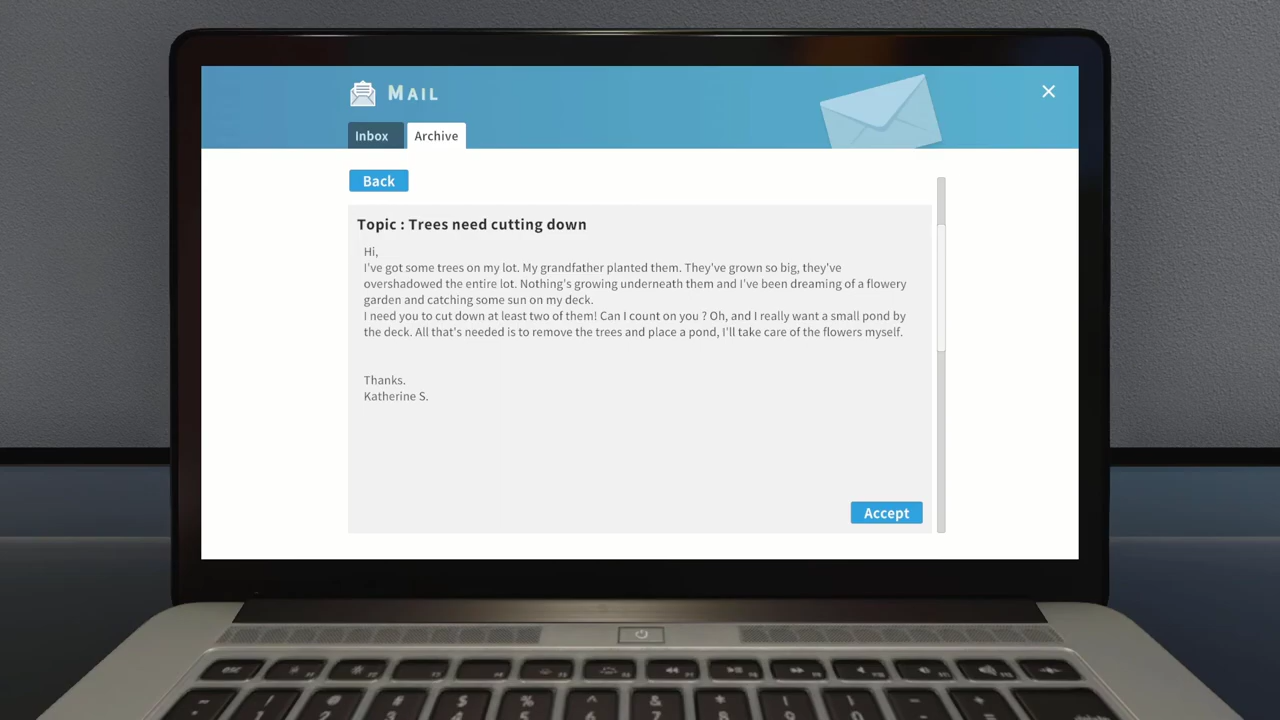 MAIL
Inbox
Archive
Back
Topic : Trees need cutting down
Hi,
I've got some trees on my lot. My grandfather planted them. They've grown so big, they've
overshadowed the entire lot. Nothing's growing underneath them and I've been dreaming of a flowery
garden and catching some sun on my deck.
I need you to cut down at least two of them! Can I count on you ? Oh, and I really want a small pond by
the deck. All that's needed is to remove the trees and place a pond, I'll take care of the flowers myself.
Thanks.
Katherine S.
Accept
esc